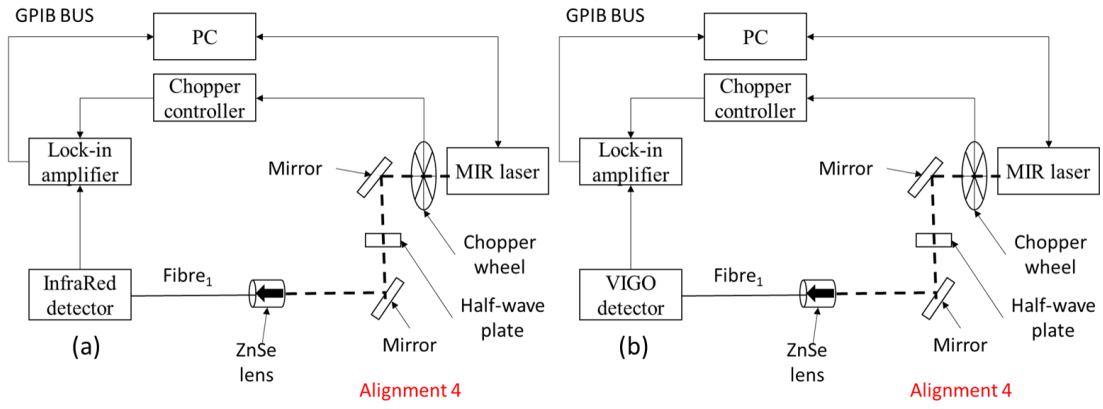 GPIB BUS
PC
Chopper
controller
Lock-in
amplifier
Mirror
MIR laser
Chopper
wheel
InfraRed
detector
Fibre₁
Half-wave
plate
(a)
ZnSe
lens
Mirror
Alignment 4
GPIB BUS
PC
Chopper
controller
Lock-in
amplifier
Mirror
MIR laser
Chopper
wheel
VIGO
detector
Fibre₁
Half-wave
plate
(b)
ZnSe
lens
Mirror
Alignment 4